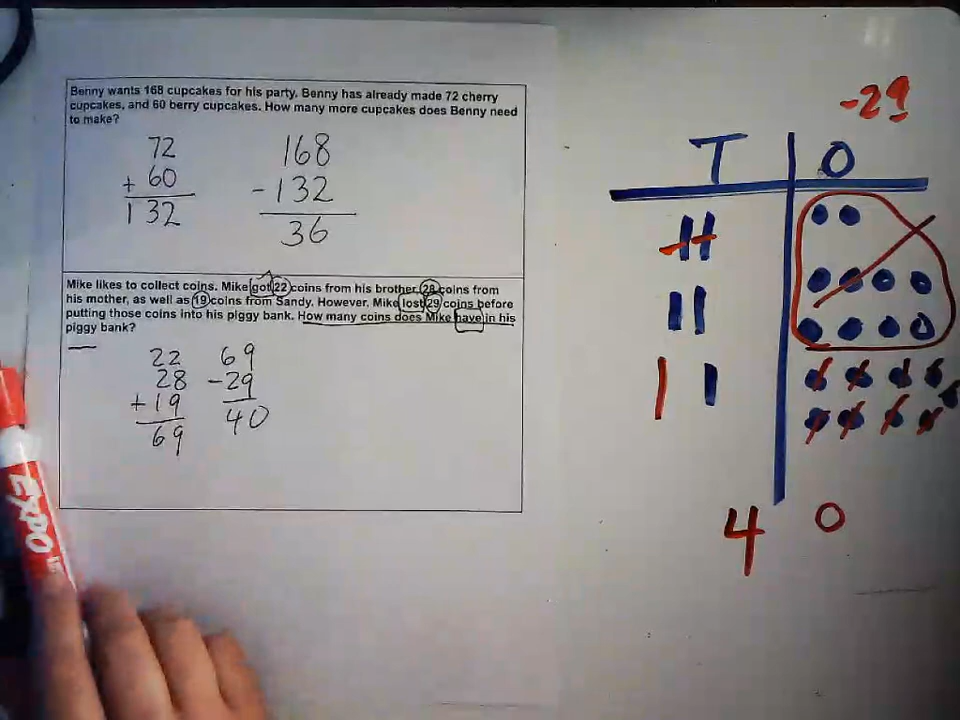 Benny wants 168 cupcakes for his party. Benny has already made 72 cherry
cupcakes, and 60 berry cupcakes. How many more cupcakes does Benny need
to make?
72
+ 60
132
168
- 132
36
Mike likes to collect coins. Mike got 22 coins from his brother, 28 coins from
his mother, as well as 19 coins from Sandy. However, Mike lost 29 coins before
putting those coins into his piggy bank. How many coins does Mike have in his
piggy bank?
22
28
+ 19
69
69
- 29
40
-29
T O
4 0
EXPO